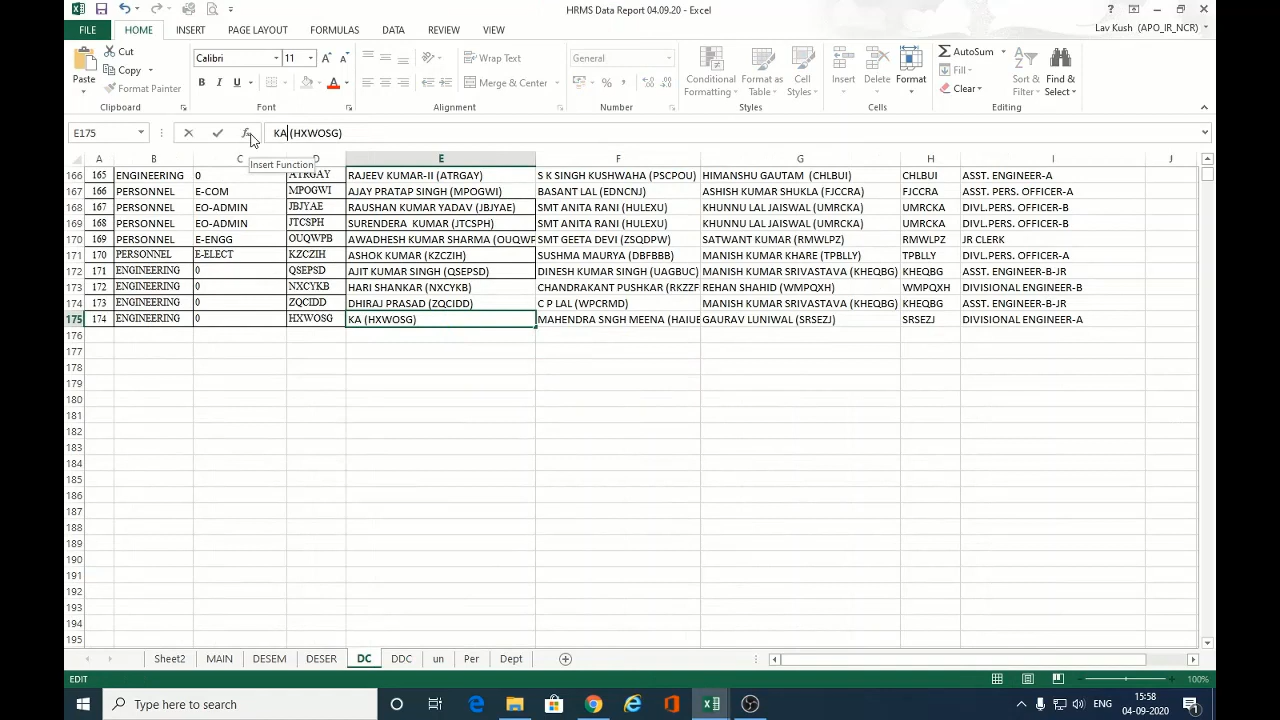 HRMS Data Report 04.09.20 - Excel
FILE HOME INSERT PAGE LAYOUT FORMULAS DATA REVIEW VIEW
Lav Kush (APO_IR_NCR)
Paste
Cut
Copy
Format Painter
Clipboard
Calibri 11
B I U
Font
Wrap Text
Merge & Center
Alignment
General
% ,
Number
Conditional Formatting
Format as Table
Cell Styles
Styles
Insert
Delete
Format
Cells
AutoSum
Fill
Clear
Sort & Filter
Find & Select
Editing
E175
fx
KA (HXWOSG)
Insert Function
A B C D E F G H I J
166 165 ENGINEERING 0 ATRGAY RAJEEV KUMAR-II (ATRGAY) S K SINGH KUSHWAHA (PSCPOU) HIMANSHU GAUTAM (CHLBUI) CHLBUI ASST. ENGINEER-A
167 166 PERSONNEL E-COM MPOGWI AJAY PRATAP SINGH (MPOGWI) BASANT LAL (EDNCNJ) ASHISH KUMAR SHUKLA (FJCCRA) FJCCRA ASST. PERS. OFFICER-A
168 167 PERSONNEL EO-ADMIN JBJYAE RAUSHAN KUMAR YADAV (JBJYAE) SMT ANITA RANI (HULEXU) KHUNNU LAL JAISWAL (UMRCKA) UMRCKA DIVL.PERS. OFFICER-B
169 168 PERSONNEL EO-ADMIN JTCSPH SURENDERA KUMAR (JTCSPH) SMT ANITA RANI (HULEXU) KHUNNU LAL JAISWAL (UMRCKA) UMRCKA DIVL.PERS. OFFICER-B
170 169 PERSONNEL E-ENGG OUQWPB AWADHESH KUMAR SHARMA (OUQWP SMT GEETA DEVI (ZSQDPW) SATWANT KUMAR (RMWLPZ) RMWLPZ JR CLERK
171 170 PERSONNEL E-ELECT KZCZIH ASHOK KUMAR (KZCZIH) SUSHMA MAURYA (DBFBBB) MANISH KUMAR KHARE (TPBLLY) TPBLLY DIVL.PERS. OFFICER-A
172 171 ENGINEERING 0 QSEPSD AJIT KUMAR SINGH (QSEPSD) DINESH KUMAR SINGH (UAGBUC) MANISH KUMAR SRIVASTAVA (KHEQBG) KHEQBG ASST. ENGINEER-B-JR
173 172 ENGINEERING 0 NXCYKB HARI SHANKAR (NXCYKB) CHANDRAKANT PUSHKAR (RKZZF REHAN SHAHID (WMPQXH) WMPQXH DIVISIONAL ENGINEER-B
174 173 ENGINEERING 0 ZQCIDD DHIRAJ PRASAD (ZQCIDD) C P LAL (WPCRMD) MANISH KUMAR SRIVASTAVA (KHEQBG) KHEQBG ASST. ENGINEER-B-JR
175 174 ENGINEERING 0 HXWOSG KA (HXWOSG) MAHENDRA SNGH MEENA (HAIUE GAURAV LUNIWAL (SRSEZJ) SRSEZJ DIVISIONAL ENGINEER-A
176
177
178
179
180
181
182
183
184
185
186
187
188
189
190
191
192
193
194
195
Sheet2 MAIN DESEM DESER DC DDC un Per Dept
EDIT
100%
Type here to search
ENG
15:58
04-09-2020